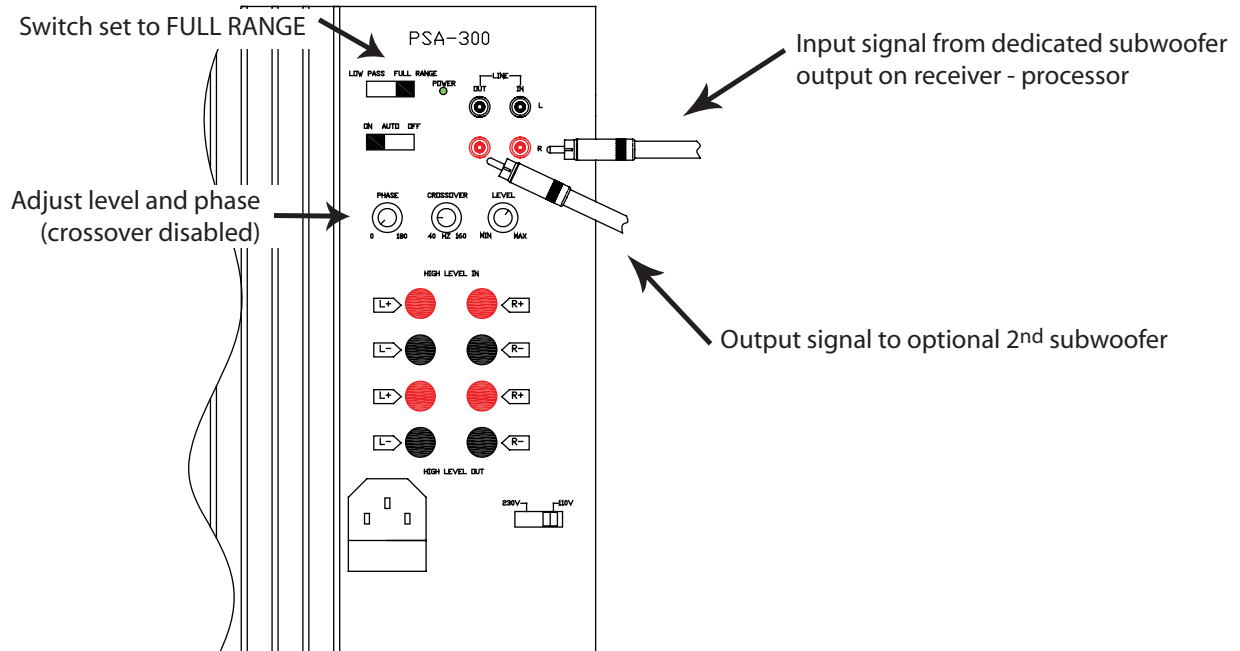 Switch set to FULL RANGE
PSA-300
Input signal from dedicated subwoofer
output on receiver - processor
LOW PASS FULL RANGE
POWER
LINE
OUT IN
L
ON AUTO OFF
R
Adjust level and phase
(crossover disabled)
PHASE CROSSOVER LEVEL
0 180 40 HZ 160 MIN MAX
HIGH LEVEL IN
L+ R+
Output signal to optional 2nd subwoofer
L- R-
L+ R+
L- R-
HIGH LEVEL OUT
230V 110V